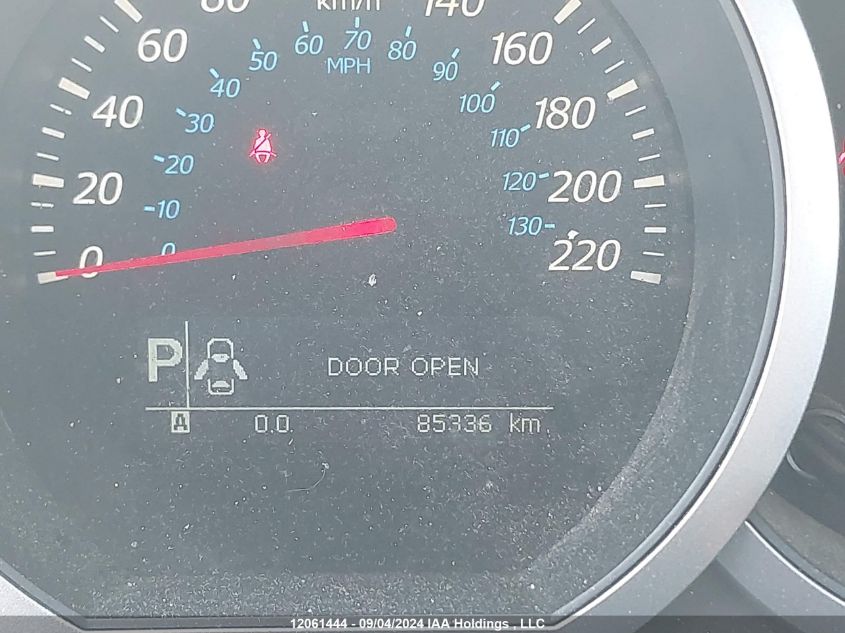 80 km/h 140
60 60 70 80 160
50 MPH 90
40 40 100 180
30 110
20 20 120 200
10 130
0 0 220
P DOOR OPEN
A 0.0 85336 km
12061444 - 09/04/2024 IAA Holdings , LLC